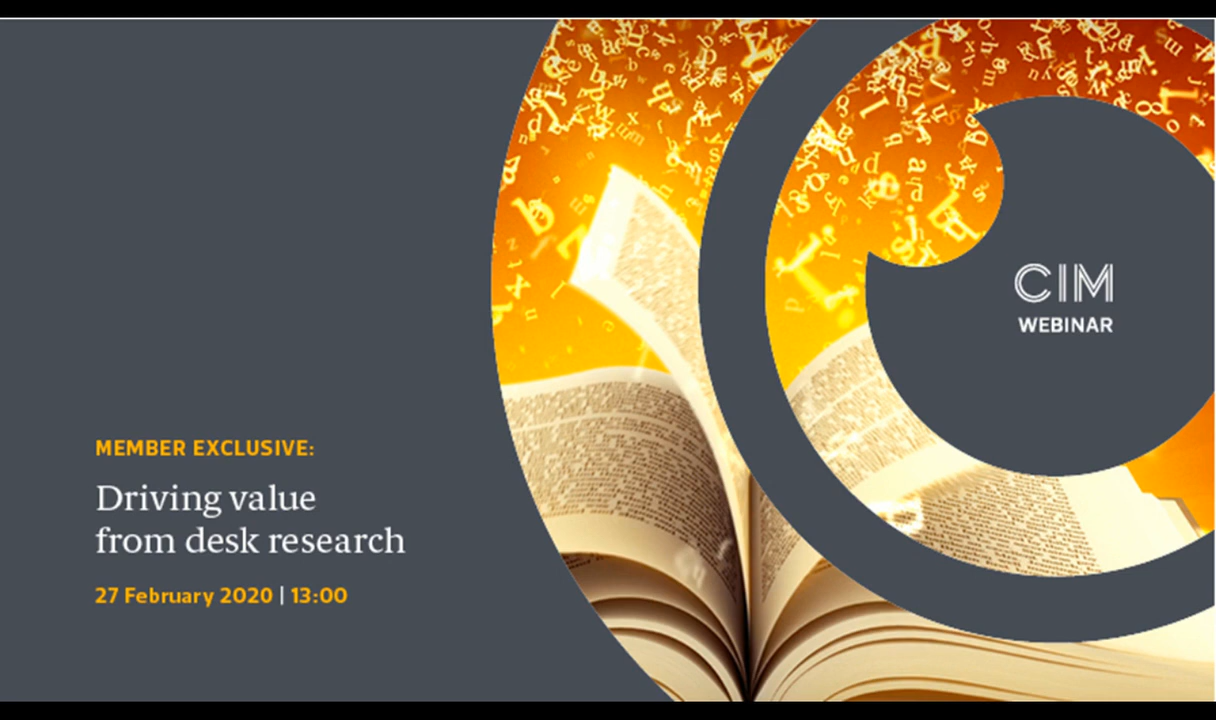 MEMBER EXCLUSIVE:
Driving value
from desk research
27 February 2020 | 13:00
CIM
WEBINAR